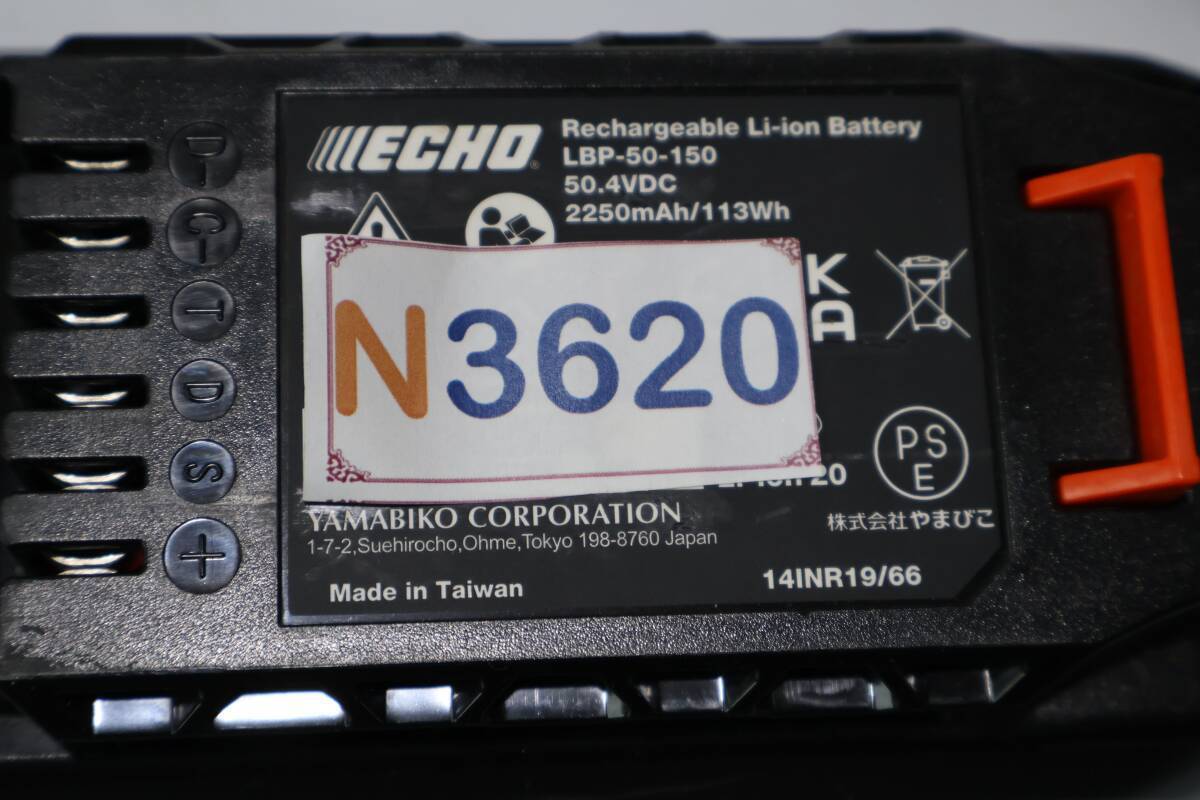 ECHO
Rechargeable Li-ion Battery
LBP-50-150
50.4VDC
2250mAh/113Wh
D-
C-
T
D
S
+
K
A
N3620
20
PS
E
YAMABIKO CORPORATION
1-7-2,Suehirocho,Ohme,Tokyo 198-8760 Japan
株式会社やまびこ
Made in Taiwan
14INR19/66